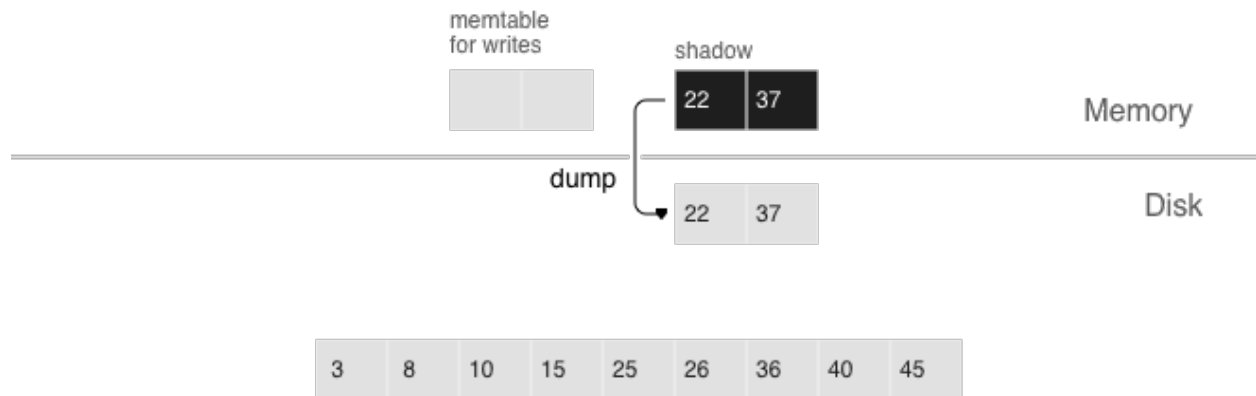 memtable
for writes
shadow
22 37
Memory
dump
Disk
22 37
3 8 10 15 25 26 36 40 45